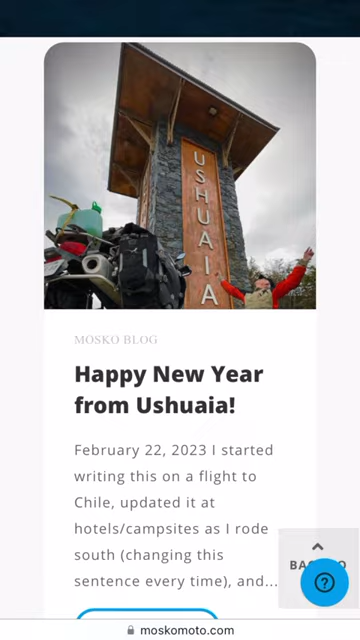 USHUAIA
MOSKO BLOG
Happy New Year
from Ushuaia!
February 22, 2023 I started
writing this on a flight to
Chile, updated it at
hotels/campsites as I rode
south (changing this
sentence every time), and...
?
moskomoto.com